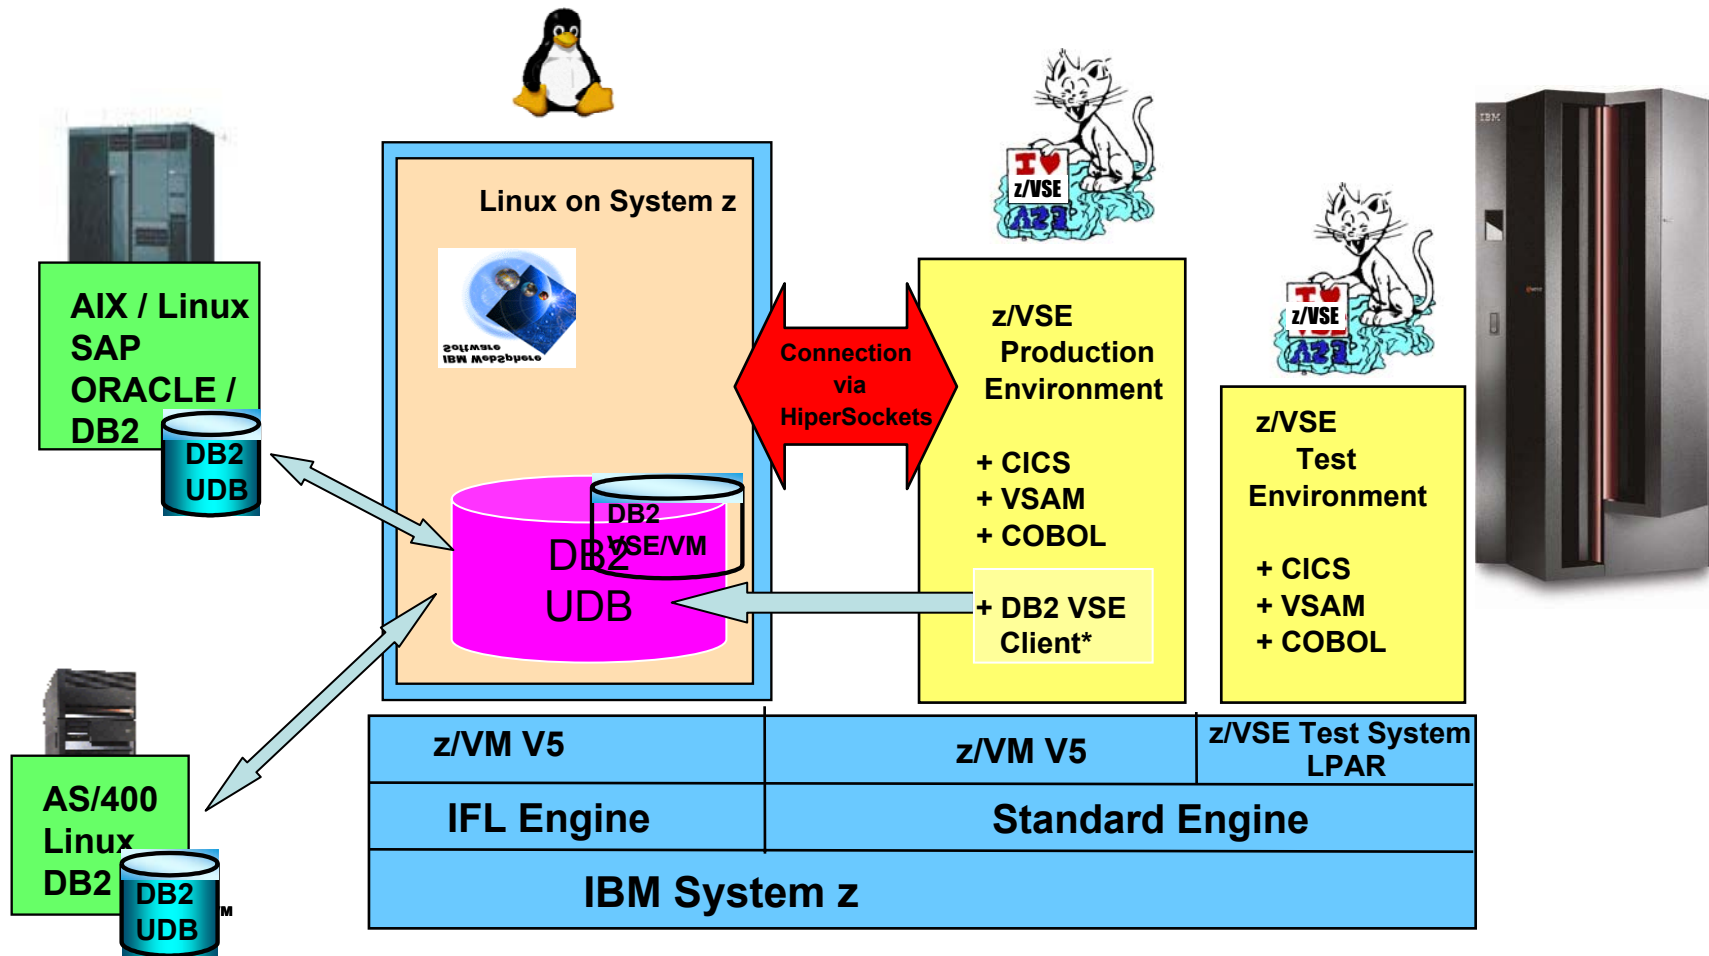 IBM
I ❤
z/VSE
VSE
Linux on System z
IBM WebSphere
Software
I ❤
z/VSE
VSE
AIX / Linux
SAP
ORACLE /
DB2
DB2
UDB
Connection
via
HiperSockets
z/VSE
Production
Environment
+ CICS
+ VSAM
+ COBOL
+ DB2 VSE
Client*
z/VSE
Test
Environment
+ CICS
+ VSAM
+ COBOL
DB2
VSE/VM
DB2
UDB
AS/400
Linux
DB2
DB2
UDB
z/VM V5
z/VM V5
z/VSE Test System
LPAR
IFL Engine
Standard Engine
IBM System z